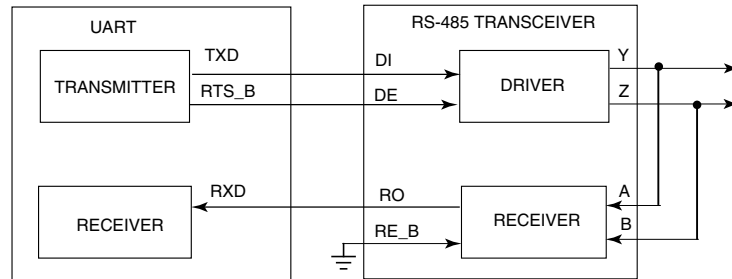 UART
RS-485 TRANSCEIVER
TRANSMITTER
TXD
RTS_B
DI
DE
DRIVER
Y
Z
RECEIVER
RXD
RO
RE_B
RECEIVER
A
B